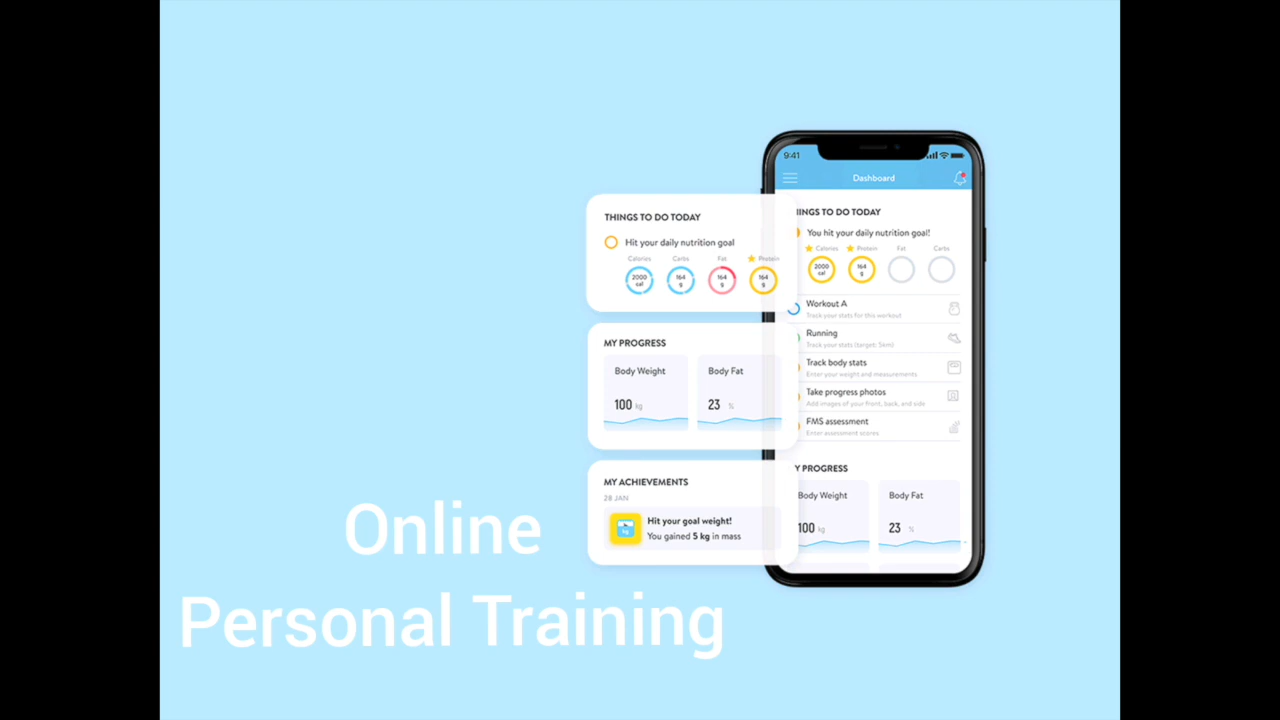 THINGS TO DO TODAY
Hit your daily nutrition goal
Calories Carbs Fat Protein
2000 cal 164 g 164 g 164 g
MY PROGRESS
Body Weight Body Fat
100 kg 23 %
MY ACHIEVEMENTS
28 JAN
Hit your goal weight!
You gained 5 kg in mass
9:41
Dashboard
INGS TO DO TODAY
You hit your daily nutrition goal!
Calories Protein Fat Carbs
2000 cal 164 g
Workout A
Track your stats for this workout
Running
Track your stats (target: 5km)
Track body stats
Enter your weight and measurements
Take progress photos
Add images of your front, back, and side
FMS assessment
Enter assessment scores
Y PROGRESS
Body Weight Body Fat
100 kg 23 %
Online
Personal Training